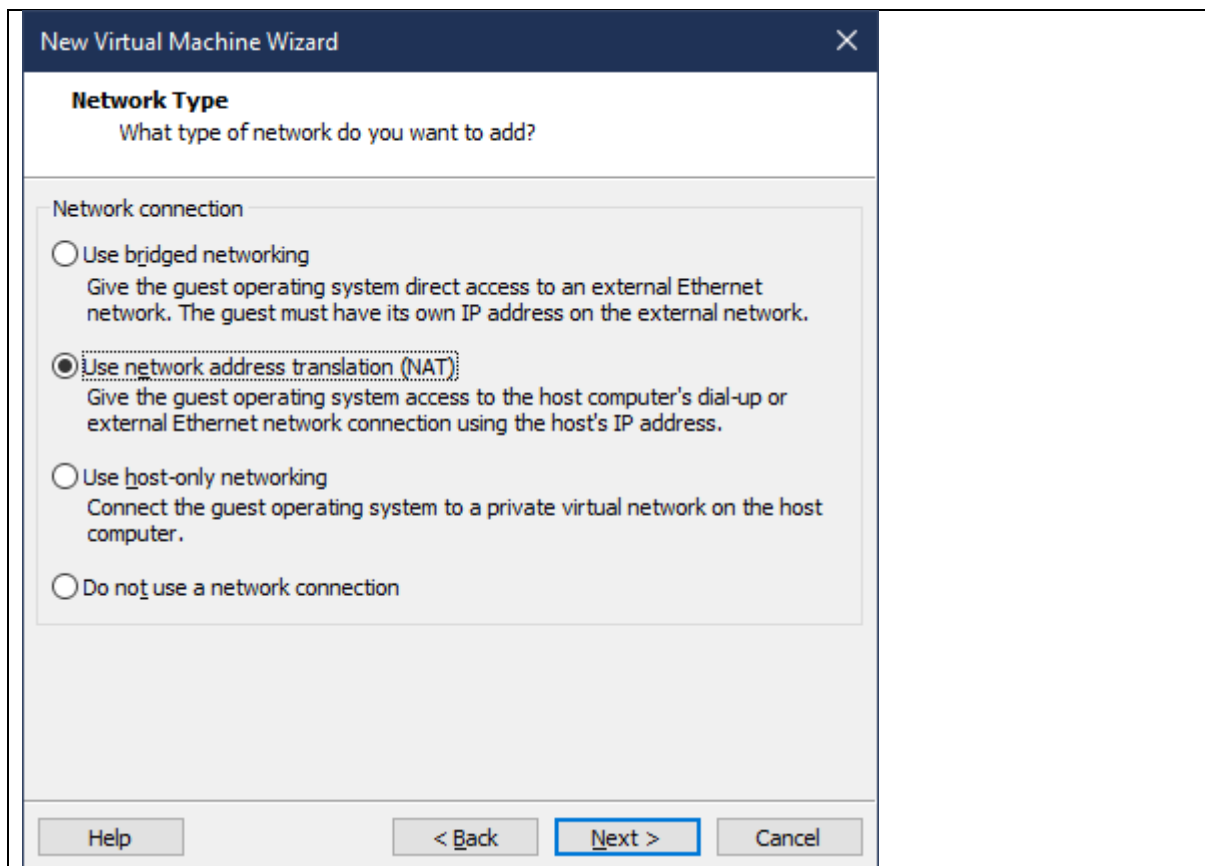 New Virtual Machine Wizard
Network Type
What type of network do you want to add?
Network connection
Use bridged networking
Give the guest operating system direct access to an external Ethernet
network. The guest must have its own IP address on the external network.
Use network address translation (NAT)
Give the guest operating system access to the host computer's dial-up or
external Ethernet network connection using the host's IP address.
Use host-only networking
Connect the guest operating system to a private virtual network on the host
computer.
Do not use a network connection
Help
< Back
Next >
Cancel